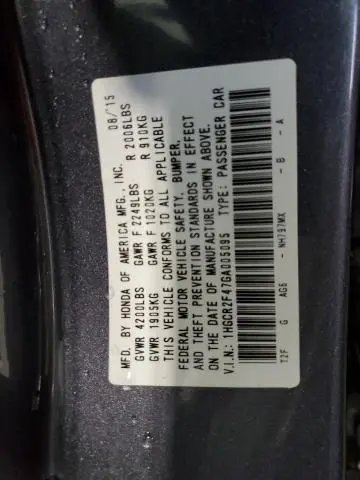 MFD. BY HONDA OF AMERICA MFG., INC. 08/'15
GVWR 4200LBS GAWR F 2249LBS R 2006LBS
GVWR 1905KG GAWR F 1020KG R 910KG
THIS VEHICLE CONFORMS TO ALL APPLICABLE
FEDERAL MOTOR VEHICLE SAFETY, BUMPER,
AND THEFT PREVENTION STANDARDS IN EFFECT
ON THE DATE OF MANUFACTURE SHOWN ABOVE.
V.I.N.: 1HGCR2F47GA005095 TYPE: PASSENGER CAR
T2F G AG6 - NH797MX - B - A